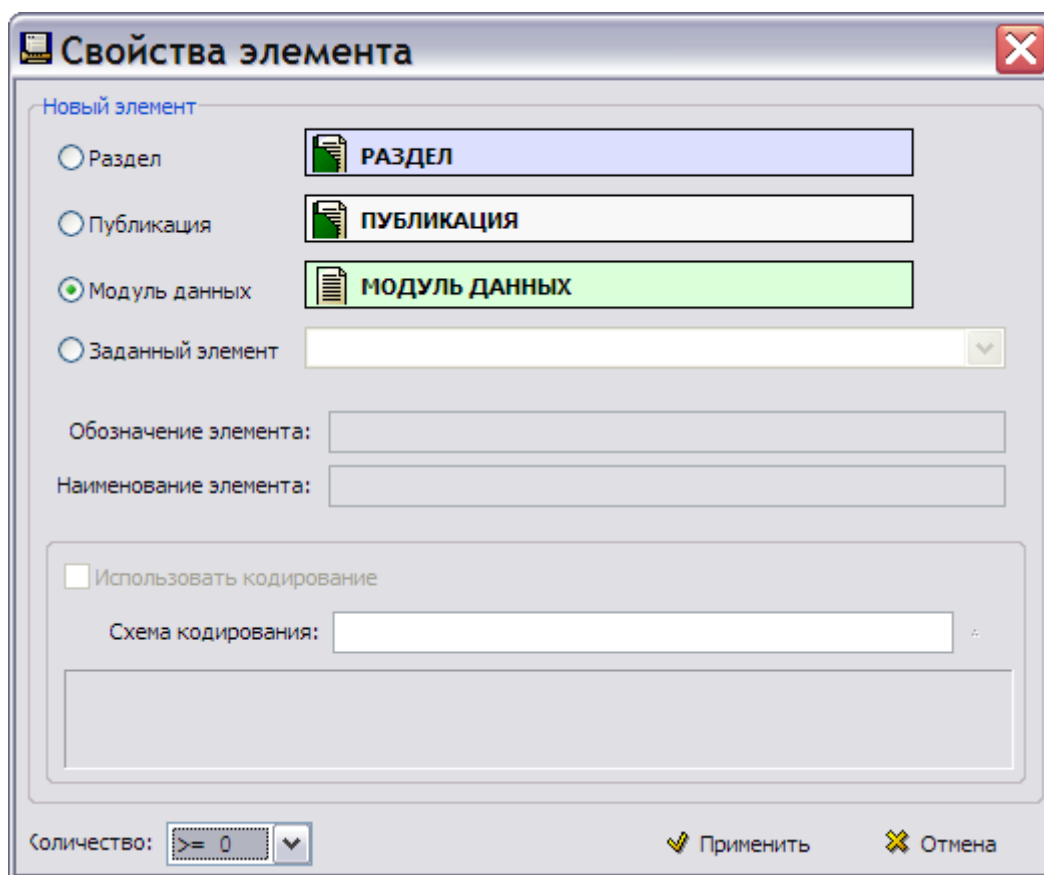 Свойства элемента
Новый элемент
Раздел РАЗДЕЛ
Публикация ПУБЛИКАЦИЯ
Модуль данных МОДУЛЬ ДАННЫХ
Заданный элемент
Обозначение элемента:
Наименование элемента:
Использовать кодирование
Схема кодирования:
Количество: >= 0 Применить Отмена